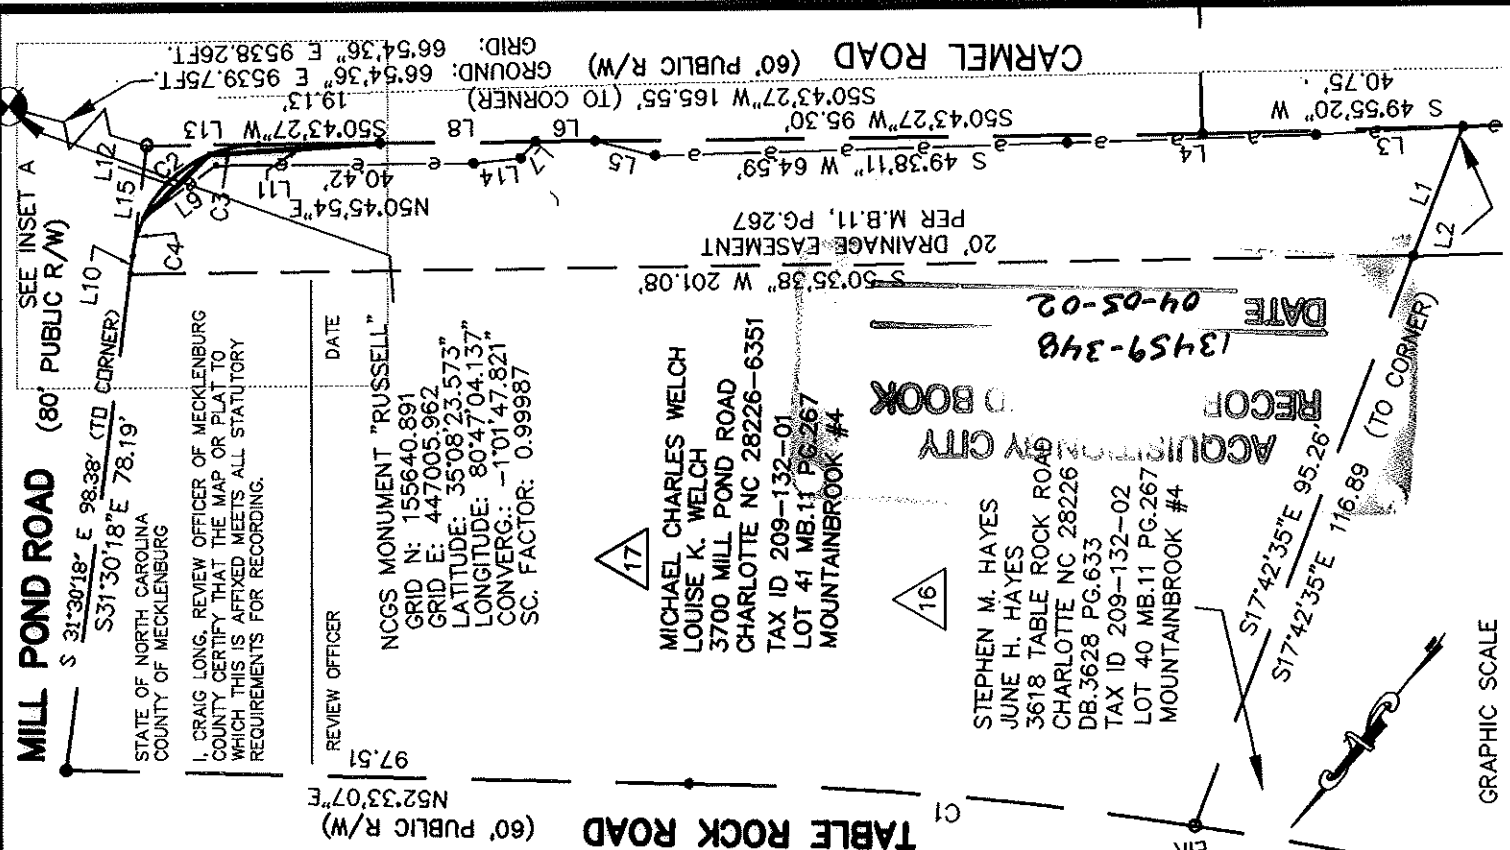 MILL POND ROAD (80' PUBLIC R/W)
SEE INSET A
S 31°30'18" E 98.38' (TO CORNER)
S31°30'18"E 78.19'
L10
L15
L12
C2
L9
C3
C4
L11
L13
STATE OF NORTH CAROLINA
COUNTY OF MECKLENBURG
I, CRAIG LONG, REVIEW OFFICER OF MECKLENBURG
COUNTY CERTIFY THAT THE MAP OR PLAT TO
WHICH THIS IS AFFIXED MEETS ALL STATUTORY
REQUIREMENTS FOR RECORDING.
REVIEW OFFICER DATE
NCGS MONUMENT "RUSSELL"
GRID N: 155640.891
GRID E: 447005.962
LATITUDE: 35°08'23.573"
LONGITUDE: 80°47'04.137"
CONVERG.: -1°01'47.821"
SC. FACTOR: 0.99987
17
MICHAEL CHARLES WELCH
LOUISE K. WELCH
3700 MILL POND ROAD
CHARLOTTE NC 28226-6351
TAX ID 209-132-01
LOT 41 MB.11 PG.267
MOUNTAINBROOK #4
16
STEPHEN M. HAYES
JUNE H. HAYES
3618 TABLE ROCK ROAD
CHARLOTTE NC 28226
DB.3628 PG.633
TAX ID 209-132-02
LOT 40 MB.11 PG.267
MOUNTAINBROOK #4
S17°42'35"E 95.26'
S17°42'35"E 116.89 (TO CORNER)
L1
L2
GRAPHIC SCALE
CARMEL ROAD (60' PUBLIC R/W)
GROUND: 66°54'36" E 9539.75FT.
GRID: 66°54'36" E 9538.26FT.
S50°43'27"W 165.55' (TO CORNER)
19.13'
S50°43'27"W
S50°43'27"W 95.30'
S 49°55'20" W
40.75'
L3
L4
L5
L6
L7
L8
L14
S 49°38'11" W 64.59'
N50°45'54"E
40.42'
20' DRAINAGE EASEMENT
PER M.B.11, PG.267
S 50°35'38" W 201.08'
ACQUISITION BY CITY
BOOK
13459-348
DATE 04-05-02
TABLE ROCK ROAD (60' PUBLIC R/W)
N52°33'07"E
97.51
C1
EIR